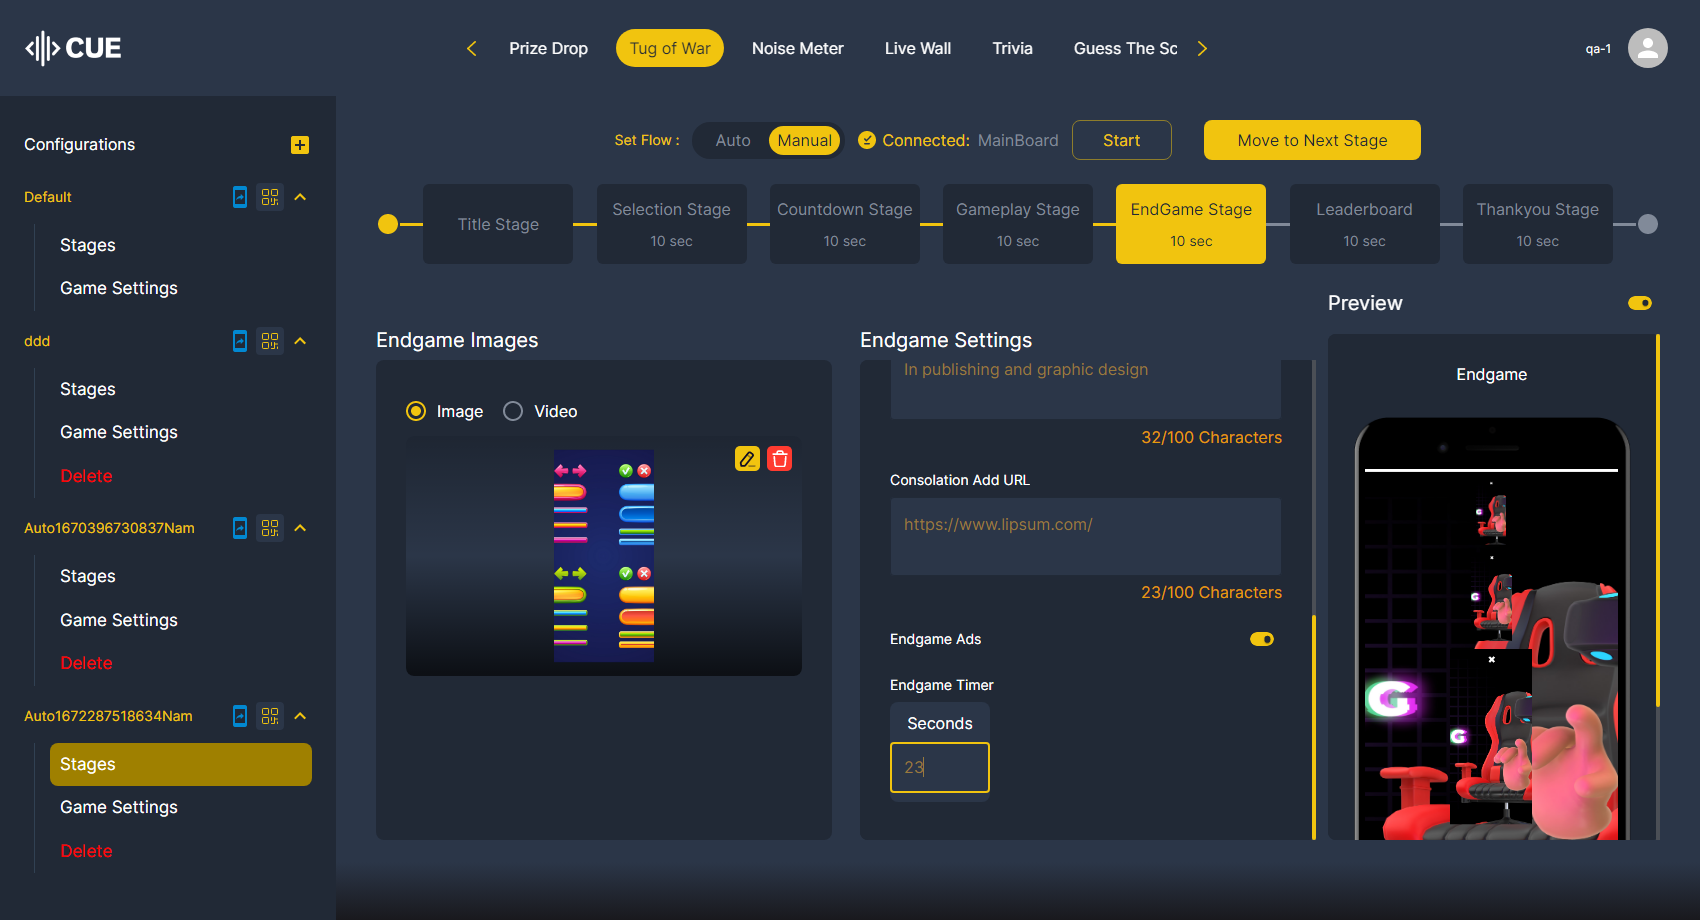 CUE
Prize Drop
Tug of War
Noise Meter
Live Wall
Trivia
Guess The Sc
qa-1
Configurations
Default
Stages
Game Settings
ddd
Stages
Game Settings
Delete
Auto1670396730837Nam
Stages
Game Settings
Delete
Auto1672287518634Nam
Stages
Game Settings
Delete
Set Flow :
Auto
Manual
Connected: MainBoard
Start
Move to Next Stage
Title Stage
Selection Stage
10 sec
Countdown Stage
10 sec
Gameplay Stage
10 sec
EndGame Stage
10 sec
Leaderboard
10 sec
Thankyou Stage
10 sec
Endgame Images
Image
Video
Endgame Settings
In publishing and graphic design
32/100 Characters
Consolation Add URL
https://www.lipsum.com/
23/100 Characters
Endgame Ads
Endgame Timer
Seconds
23
Preview
Endgame
G
G
G
G